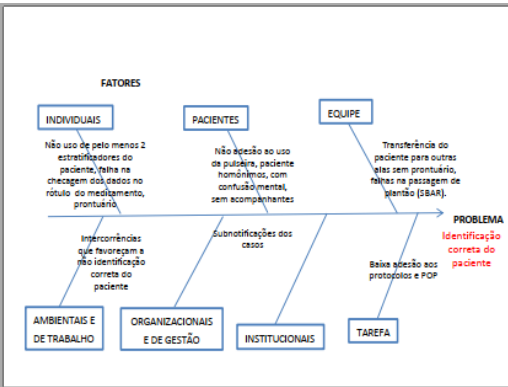 FATORES
INDIVIDUAIS
PACIENTES
EQUIPE
Não uso de pelo menos 2
estratificadores do
paciente, falha na
checagem dos dados no
rótulo do medicamento,
prontuário
Não adesão ao uso
da pulseira, paciente
homônimos, com
confusão mental,
sem acompanhantes
Transferência do
paciente para outras
alas sem prontuário,
falhas na passagem de
plantão (SBAR).
PROBLEMA
Identificação
correta do
paciente
Intercorrências
que favoreçam a
não identificação
correta do
paciente
Subnotificações dos
casos
Baixa adesão aos
protocolos e POP
AMBIENTAIS E
DE TRABALHO
ORGANIZACIONAIS
E DE GESTÃO
INSTITUCIONAIS
TAREFA